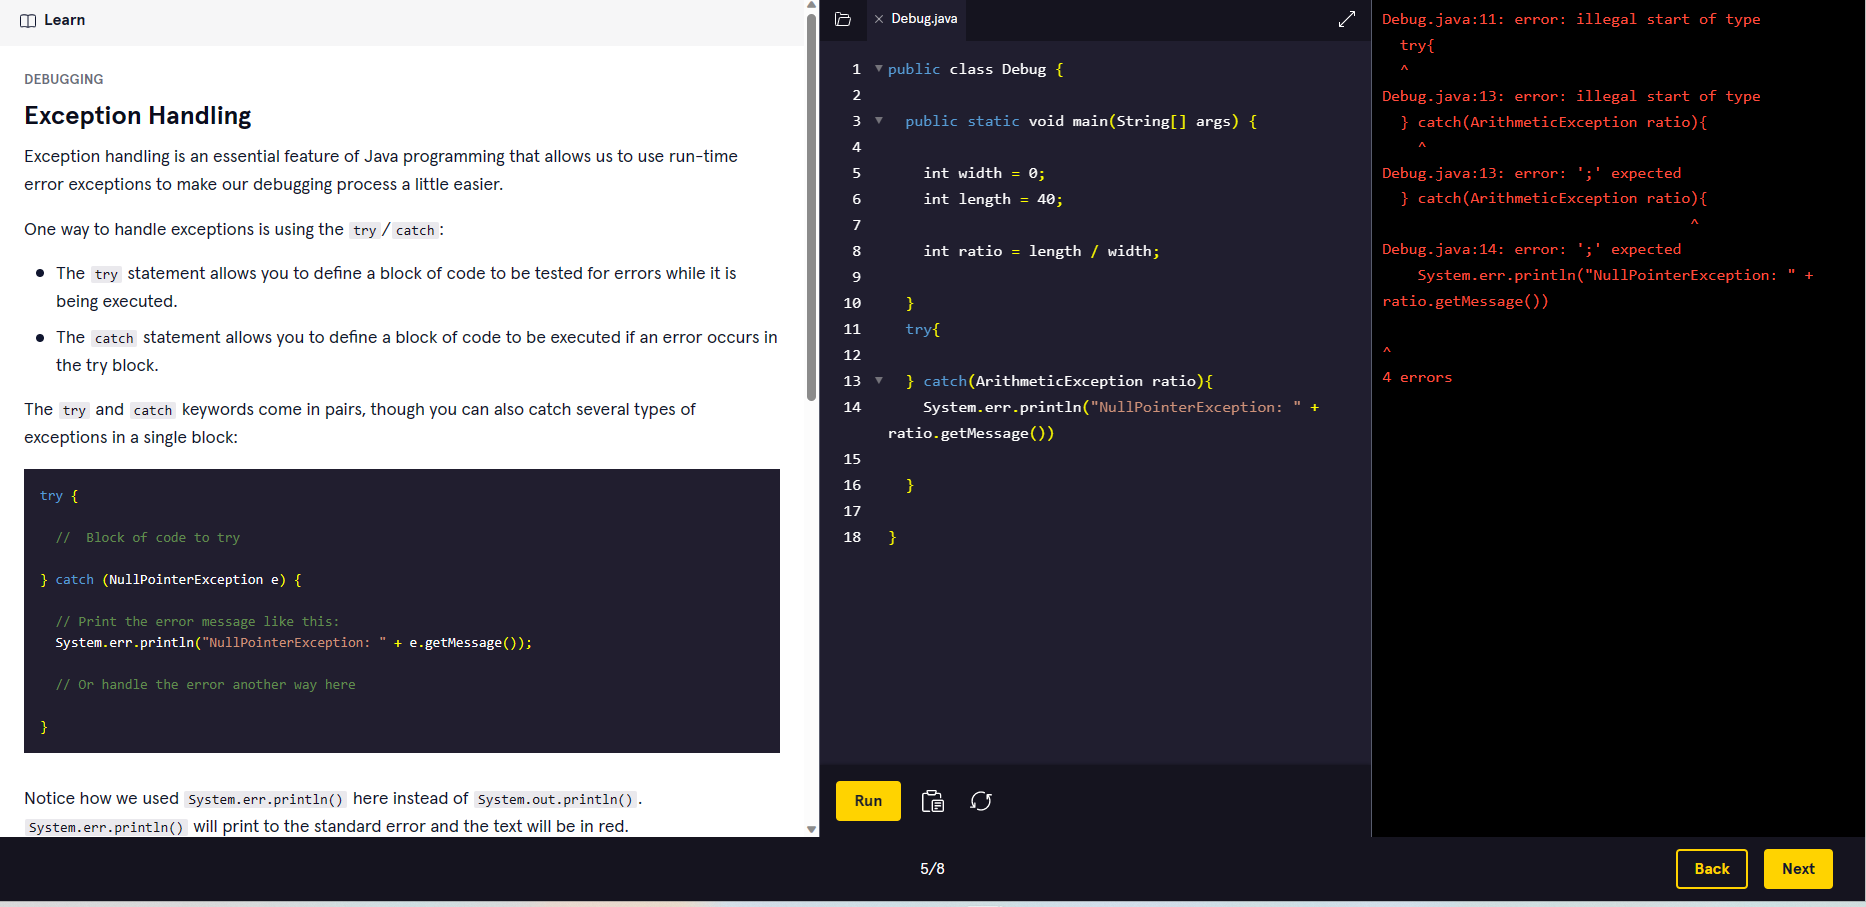 Learn
DEBUGGING
Exception Handling
Exception handling is an essential feature of Java programming that allows us to use run-time
error exceptions to make our debugging process a little easier.
One way to handle exceptions is using the try / catch :
The try statement allows you to define a block of code to be tested for errors while it is
being executed.
The catch statement allows you to define a block of code to be executed if an error occurs in
the try block.
The try and catch keywords come in pairs, though you can also catch several types of
exceptions in a single block:
try {
// Block of code to try
} catch (NullPointerException e) {
// Print the error message like this:
System.err.println("NullPointerException: " + e.getMessage());
// Or handle the error another way here
}
Notice how we used System.err.println() here instead of System.out.println() .
System.err.println() will print to the standard error and the text will be in red.
Debug.java
1 public class Debug {
2
3 public static void main(String[] args) {
4
5 int width = 0;
6 int length = 40;
7
8 int ratio = length / width;
9
10 }
11 try{
12
13 } catch(ArithmeticException ratio){
14 System.err.println("NullPointerException: " +
ratio.getMessage())
15
16 }
17
18 }
Run
Debug.java:11: error: illegal start of type
try{
^
Debug.java:13: error: illegal start of type
} catch(ArithmeticException ratio){
^
Debug.java:13: error: ';' expected
} catch(ArithmeticException ratio){
^
Debug.java:14: error: ';' expected
System.err.println("NullPointerException: " +
ratio.getMessage())
^
4 errors
5/8
Back
Next